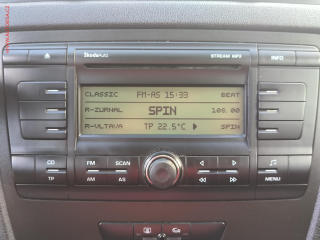 SkodaAuto STREAM MP3
INFO
CLASSIC FM-AS 15:33 BEAT
R-ZURNAL SPIN 106.00
R-VLTAVA TP 22.5°C SPIN
CD FM SCAN
TP AM AS MENU